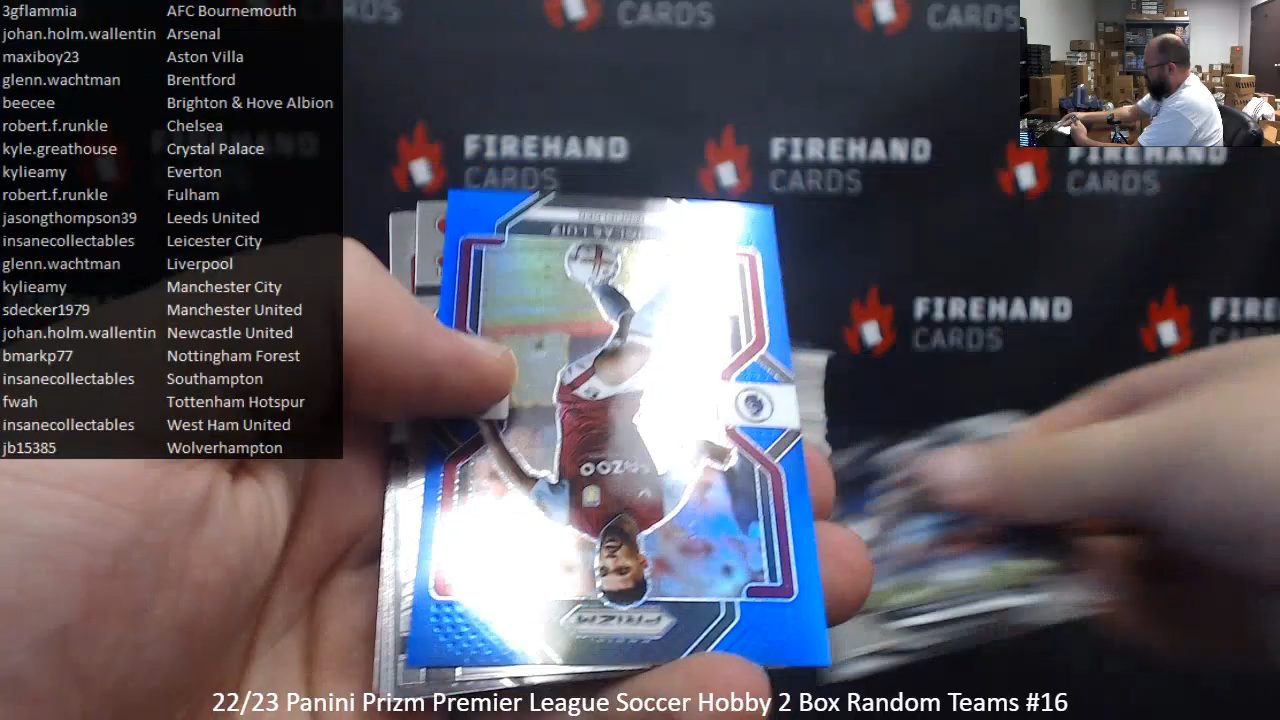 3gflammia AFC Bournemouth
johan.holm.wallentin Arsenal
maxiboy23 Aston Villa
glenn.wachtman Brentford
beecee Brighton & Hove Albion
robert.f.runkle Chelsea
kyle.greathouse Crystal Palace
kylieamy Everton
robert.f.runkle Fulham
jasongthompson39 Leeds United
insanecollectables Leicester City
glenn.wachtman Liverpool
kylieamy Manchester City
sdecker1979 Manchester United
johan.holm.wallentin Newcastle United
bmarkp77 Nottingham Forest
insanecollectables Southampton
fwah Tottenham Hotspur
insanecollectables West Ham United
jb15385 Wolverhampton
CARDS
CARDS
FIREHAND
CARDS
FIREHAND
CARDS
FIREHAND
CARDS
FIREHAND
CARDS
FIRE
LUIZ
CAZOO
PRIZM
22/23 Panini Prizm Premier League Soccer Hobby 2 Box Random Teams #16